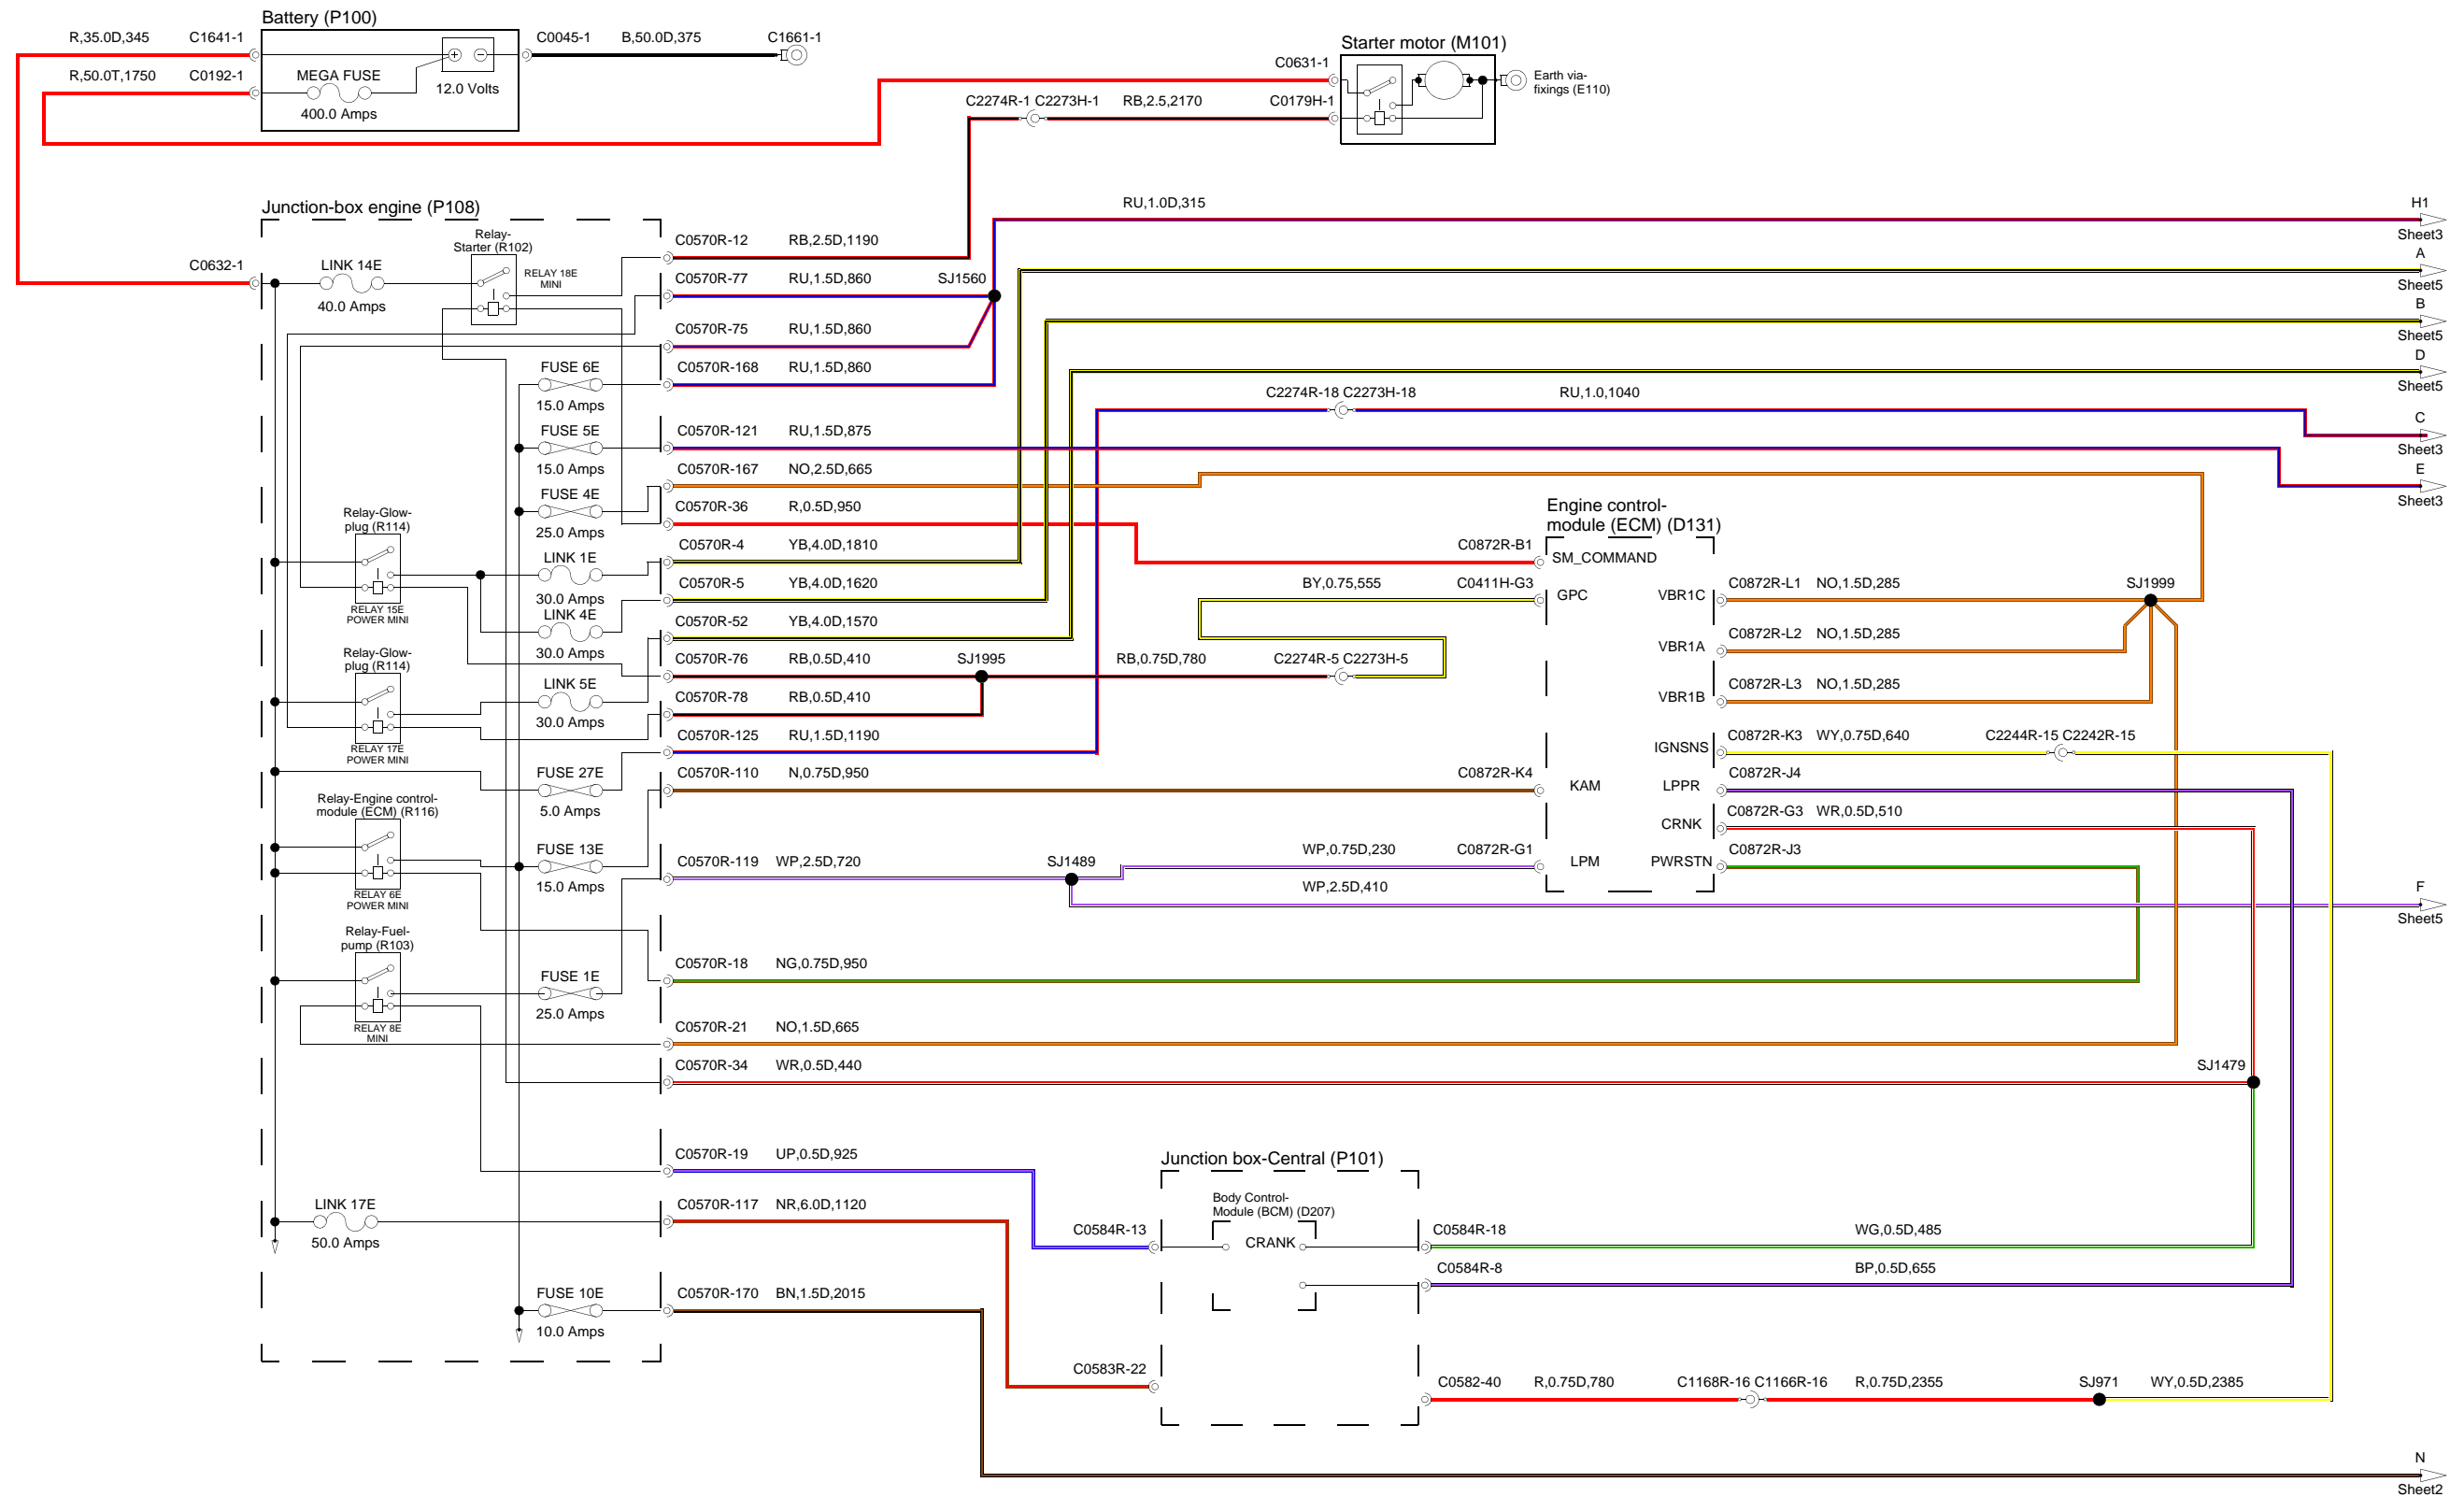 Battery (P100)
R,35.0D,345
C1641-1
C0045-1
B,50.0D,375
C1661-1
R,50.0T,1750
C0192-1
MEGA FUSE
400.0 Amps
12.0 Volts
Starter motor (M101)
C0631-1
C2274R-1 C2273H-1
RB,2.5,2170
C0179H-1
Earth via-
fixings (E110)
Junction-box engine (P108)
C0632-1
LINK 14E
40.0 Amps
Relay-
Starter (R102)
RELAY 18E
MINI
C0570R-12
RB,2.5D,1190
C0570R-77
RU,1.5D,860
SJ1560
C0570R-75
RU,1.5D,860
C0570R-168
RU,1.5D,860
RU,1.0D,315
H1
Sheet3
A
Sheet5
B
Sheet5
D
Sheet5
C
Sheet3
E
Sheet3
C2274R-18 C2273H-18
RU,1.0,1040
FUSE 6E
15.0 Amps
FUSE 5E
15.0 Amps
C0570R-121
RU,1.5D,875
C0570R-167
NO,2.5D,665
FUSE 4E
25.0 Amps
C0570R-36
R,0.5D,950
Relay-Glow-
plug (R114)
RELAY 15E
POWER MINI
LINK 1E
30.0 Amps
C0570R-4
YB,4.0D,1810
C0570R-5
YB,4.0D,1620
LINK 4E
30.0 Amps
C0570R-52
YB,4.0D,1570
C0570R-76
RB,0.5D,410
SJ1995
RB,0.75D,780
C2274R-5 C2273H-5
Relay-Glow-
plug (R114)
RELAY 17E
POWER MINI
LINK 5E
30.0 Amps
C0570R-78
RB,0.5D,410
C0570R-125
RU,1.5D,1190
FUSE 27E
5.0 Amps
C0570R-110
N,0.75D,950
Relay-Engine control-
module (ECM) (R116)
RELAY 6E
POWER MINI
FUSE 13E
15.0 Amps
C0570R-119
WP,2.5D,720
SJ1489
WP,0.75D,230
WP,2.5D,410
F
Sheet5
Engine control-
module (ECM) (D131)
C0872R-B1
SM_COMMAND
BY,0.75,555
C0411H-G3
GPC
VBR1C
C0872R-L1
NO,1.5D,285
SJ1999
VBR1A
C0872R-L2
NO,1.5D,285
VBR1B
C0872R-L3
NO,1.5D,285
IGNSNS
C0872R-K3
WY,0.75D,640
C2244R-15 C2242R-15
C0872R-K4
KAM
LPPR
C0872R-J4
CRNK
C0872R-G3
WR,0.5D,510
C0872R-G1
LPM
PWRSTN
C0872R-J3
Relay-Fuel-
pump (R103)
RELAY 8E
MINI
FUSE 1E
25.0 Amps
C0570R-18
NG,0.75D,950
C0570R-21
NO,1.5D,665
C0570R-34
WR,0.5D,440
SJ1479
C0570R-19
UP,0.5D,925
LINK 17E
50.0 Amps
C0570R-117
NR,6.0D,1120
FUSE 10E
10.0 Amps
C0570R-170
BN,1.5D,2015
Junction box-Central (P101)
Body Control-
Module (BCM) (D207)
CRANK
C0584R-13
C0584R-18
WG,0.5D,485
C0584R-8
BP,0.5D,655
C0583R-22
C0582-40
R,0.75D,780
C1168R-16 C1166R-16
R,0.75D,2355
SJ971
WY,0.5D,2385
N
Sheet2